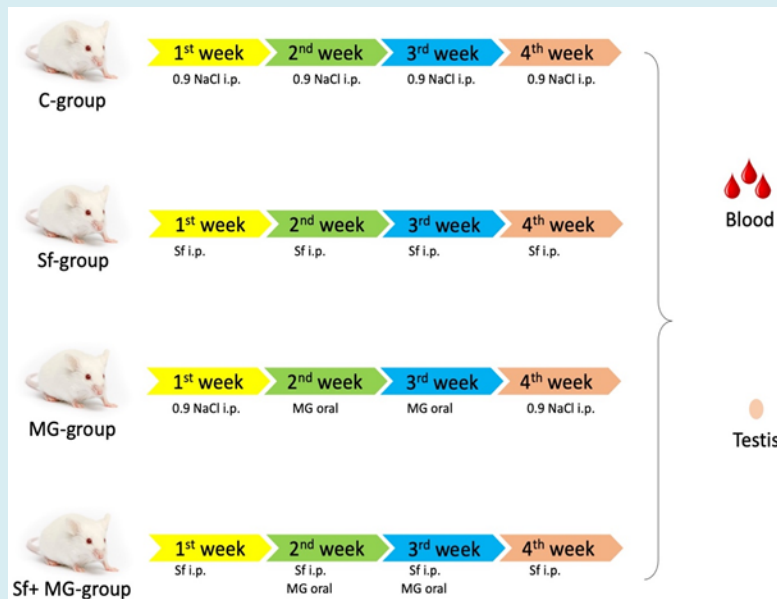 1st week 2nd week 3rd week 4th week
0.9 NaCl i.p. 0.9 NaCl i.p. 0.9 NaCl i.p. 0.9 NaCl i.p.
C-group
Blood
1st week 2nd week 3rd week 4th week
Sf i.p. Sf i.p. Sf i.p. Sf i.p.
Sf-group
1st week 2nd week 3rd week 4th week
0.9 NaCl i.p. MG oral MG oral 0.9 NaCl i.p.
MG-group
Testis
1st week 2nd week 3rd week 4th week
Sf i.p. Sf i.p. Sf i.p. Sf i.p.
MG oral MG oral
Sf+ MG-group